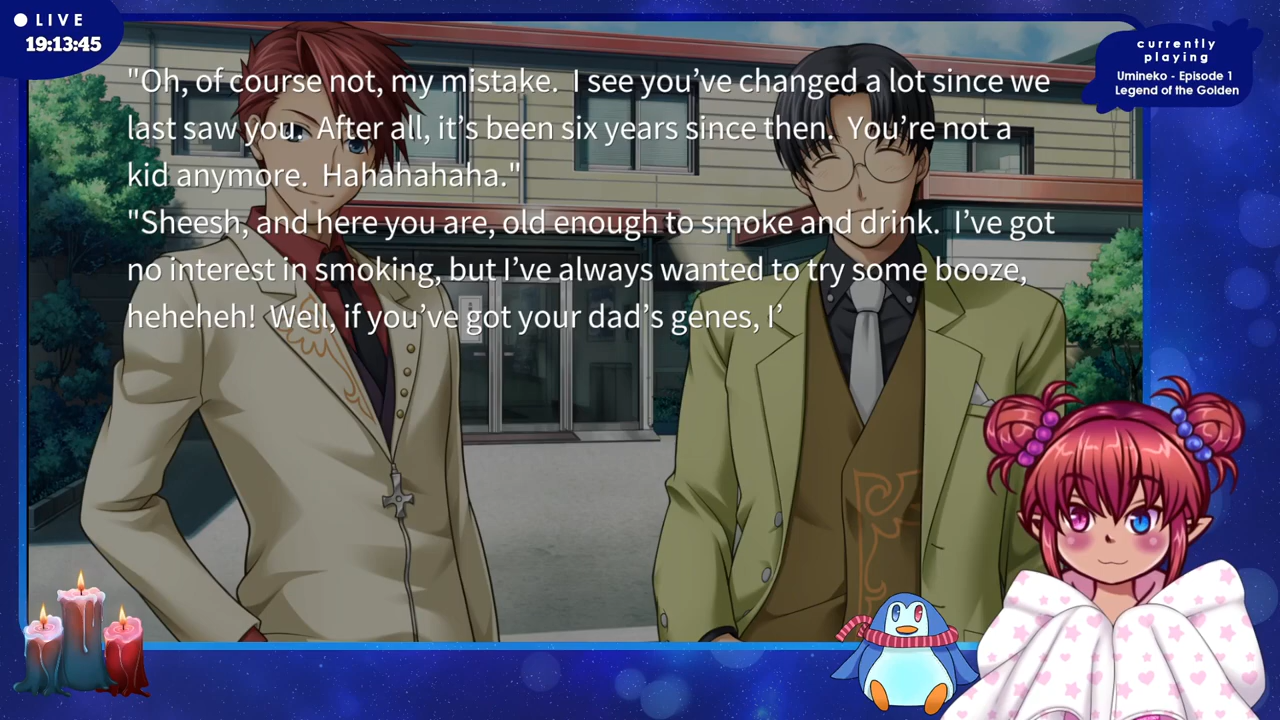 LIVE
19:13:45
currently
playing
Umineko - Episode 1
Legend of the Golden
"Oh, of course not, my mistake.  I see you’ve changed a lot since we
last saw you.  After all, it’s been six years since then.  You’re not a
kid anymore.  Hahahahaha."
"Sheesh, and here you are, old enough to smoke and drink.  I’ve got
no interest in smoking, but I’ve always wanted to try some booze,
heheheh!  Well, if you’ve got your dad’s genes, I’